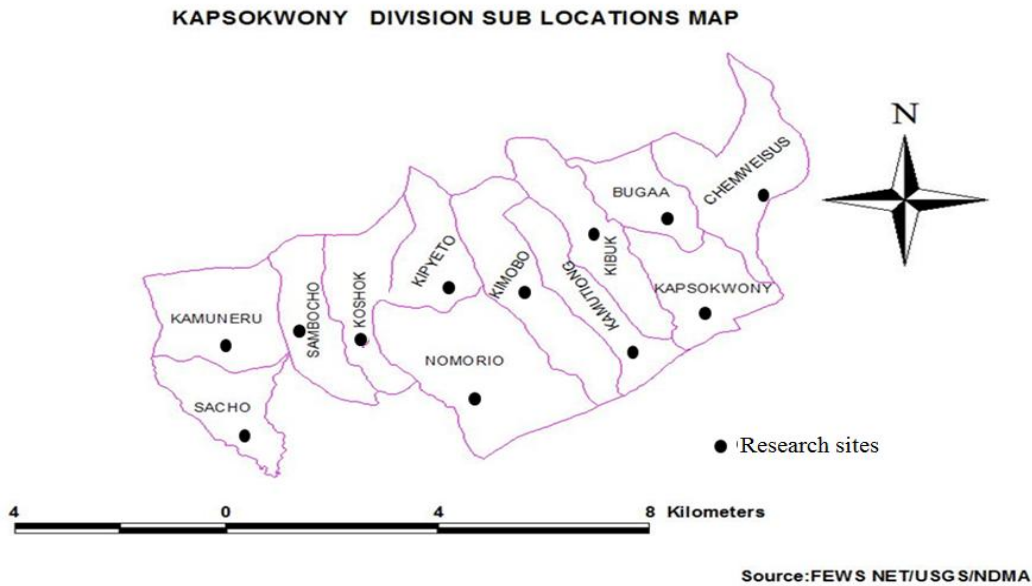 KAPSOKWONY DIVISION SUB LOCATIONS MAP
N
CHEMWEISUS
BUGAA
KIBUK
KAPSOKWONY
KAMUTIONG
KIMOBO
KIPYETO
KOSHOK
SAMBOCHO
KAMUNERU
NOMORIO
SACHO
Research sites
4 0 4 8 Kilometers
Source:FEWS NET/USGS/NDMA